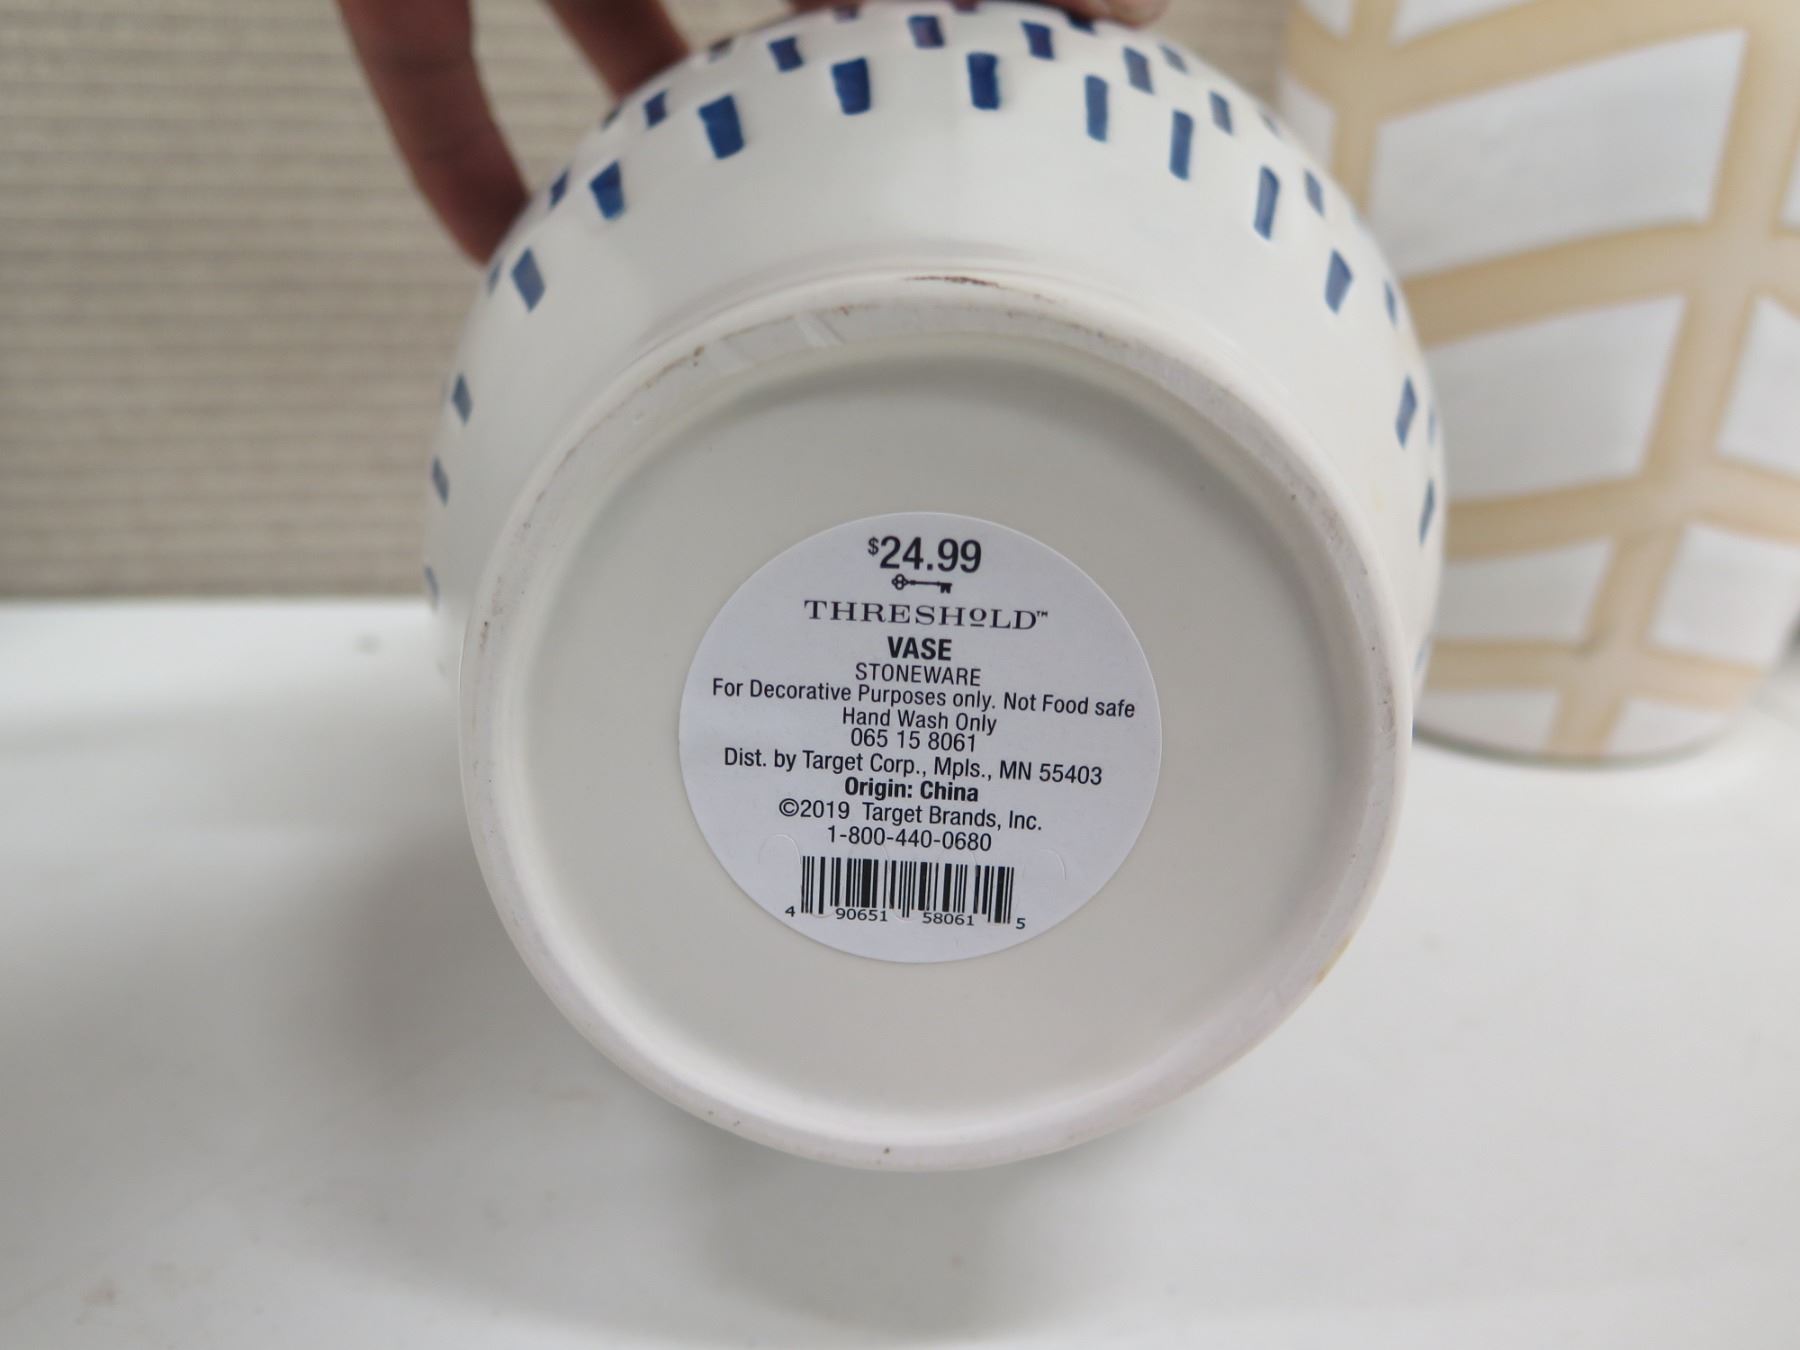 $24.99
THRESHOLD™
VASE
STONEWARE
For Decorative Purposes only. Not Food safe
Hand Wash Only
065 15 8061
Dist. by Target Corp., Mpls., MN 55403
Origin: China
©2019 Target Brands, Inc.
1-800-440-0680
4 90651 58061 5